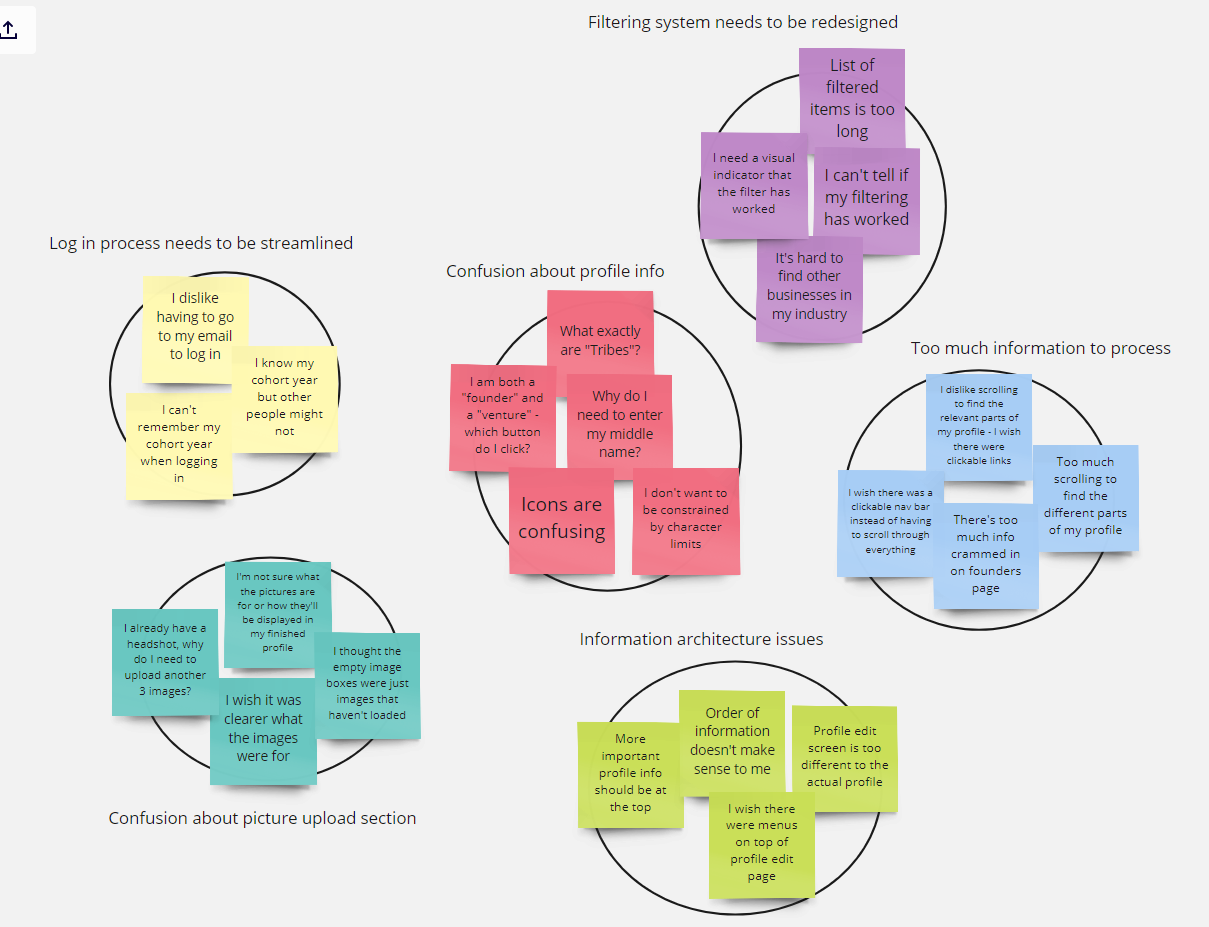 Filtering system needs to be redesigned
List of
filtered
items is too
long
I need a visual
indicator that
the filter has
worked
I can't tell if
my filtering
has worked
It's hard to
find other
businesses in
my industry
Log in process needs to be streamlined
I dislike
having to go
to my email
to log in
I know my
cohort year
but other
people might
not
I can't
remember my
cohort year
when logging
in
Confusion about profile info
What exactly
are "Tribes"?
I am both a
"founder" and
a "venture" -
which button
do I click?
Why do I
need to enter
my middle
name?
Icons are
confusing
I don't want to
be constrained
by character
limits
Too much information to process
I dislike scrolling
to find the
relevant parts of
my profile - I wish
there were
clickable links
Too much
scrolling to
find the
different parts
of my profile
I wish there was a
clickable nav bar
instead of having
to scroll through
everything
There's too
much info
crammed in
on founders
page
I'm not sure what
the pictures are
for or how they'll
be displayed in
my finished
profile
I already have a
headshot, why
do I need to
upload another
3 images?
I thought the
empty image
boxes were just
images that
haven't loaded
I wish it was
clearer what
the images
were for
Confusion about picture upload section
Information architecture issues
Order of
information
doesn't make
sense to me
More
important
profile info
should be at
the top
Profile edit
screen is too
different to the
actual profile
I wish there
were menus
on top of
profile edit
page